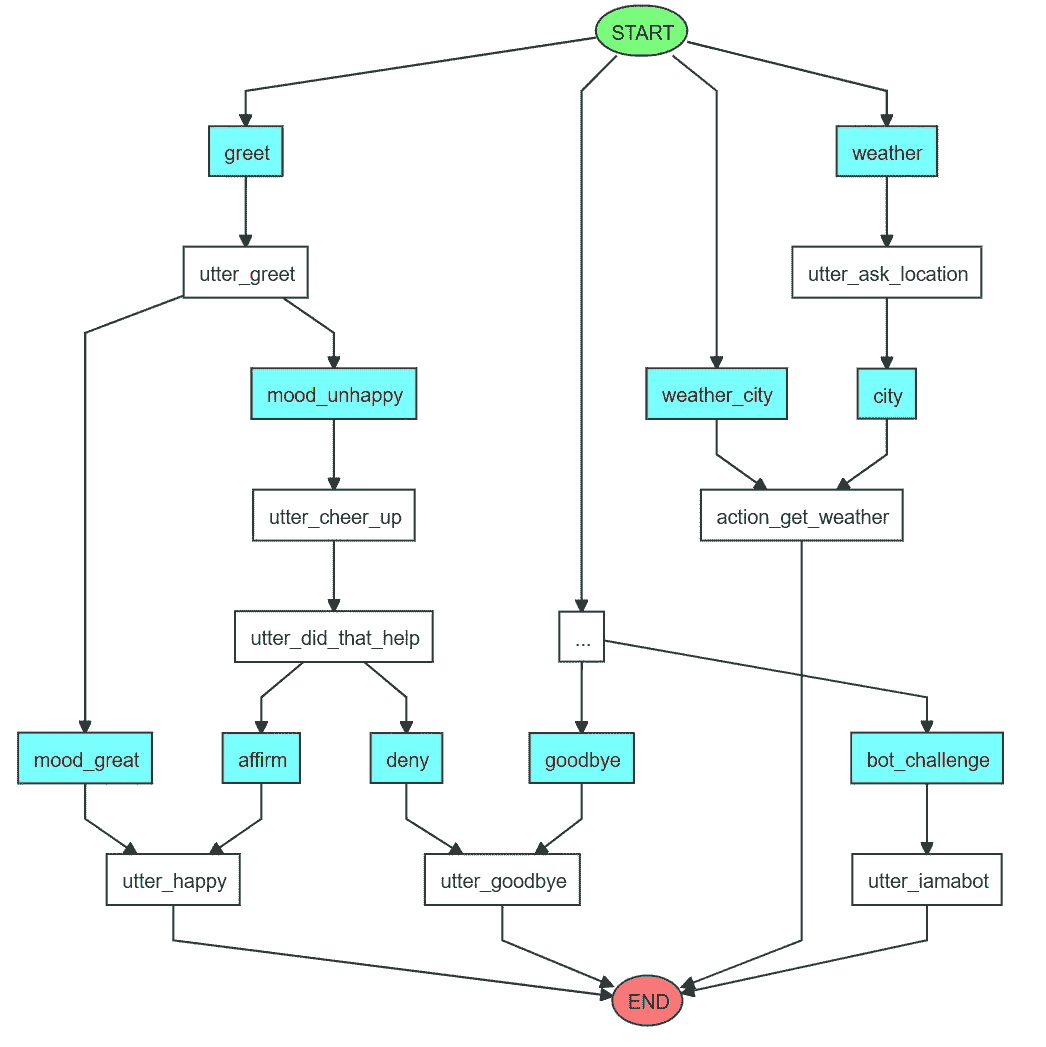 START
greet
weather
utter_greet
utter_ask_location
mood_unhappy
weather_city
city
utter_cheer_up
action_get_weather
utter_did_that_help
...
mood_great
affirm
deny
goodbye
bot_challenge
utter_happy
utter_goodbye
utter_iamabot
END